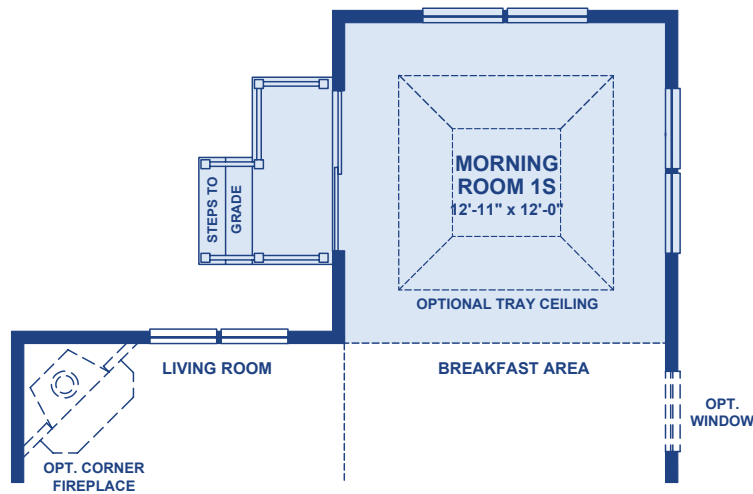 MORNING
ROOM 1S
12'-11" x 12'-0"
STEPS TO
GRADE
OPTIONAL TRAY CEILING
LIVING ROOM
BREAKFAST AREA
OPT.
WINDOW
OPT. CORNER
FIREPLACE